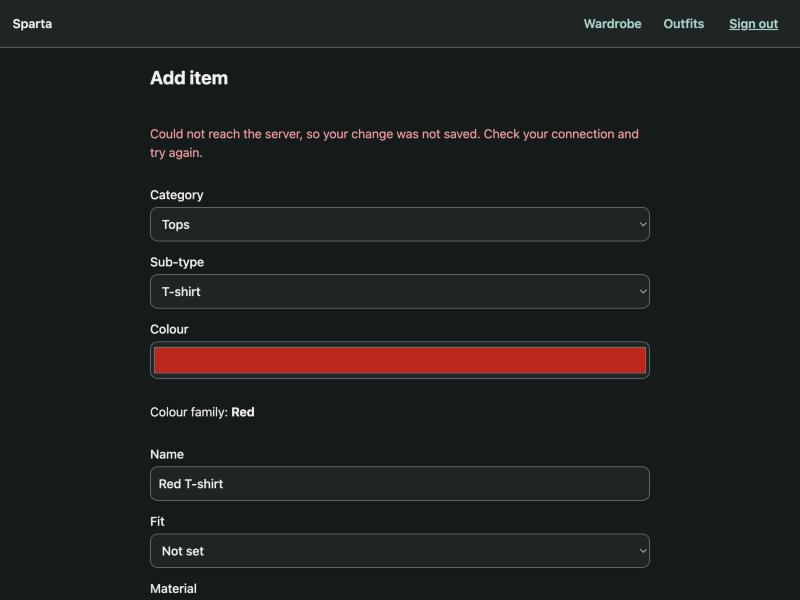 Sparta
Wardrobe
Outfits
Sign out
Add item
Could not reach the server, so your change was not saved. Check your connection and
try again.
Category
Tops
Sub-type
T-shirt
Colour
Colour family: Red
Name
Red T-shirt
Fit
Not set
Material